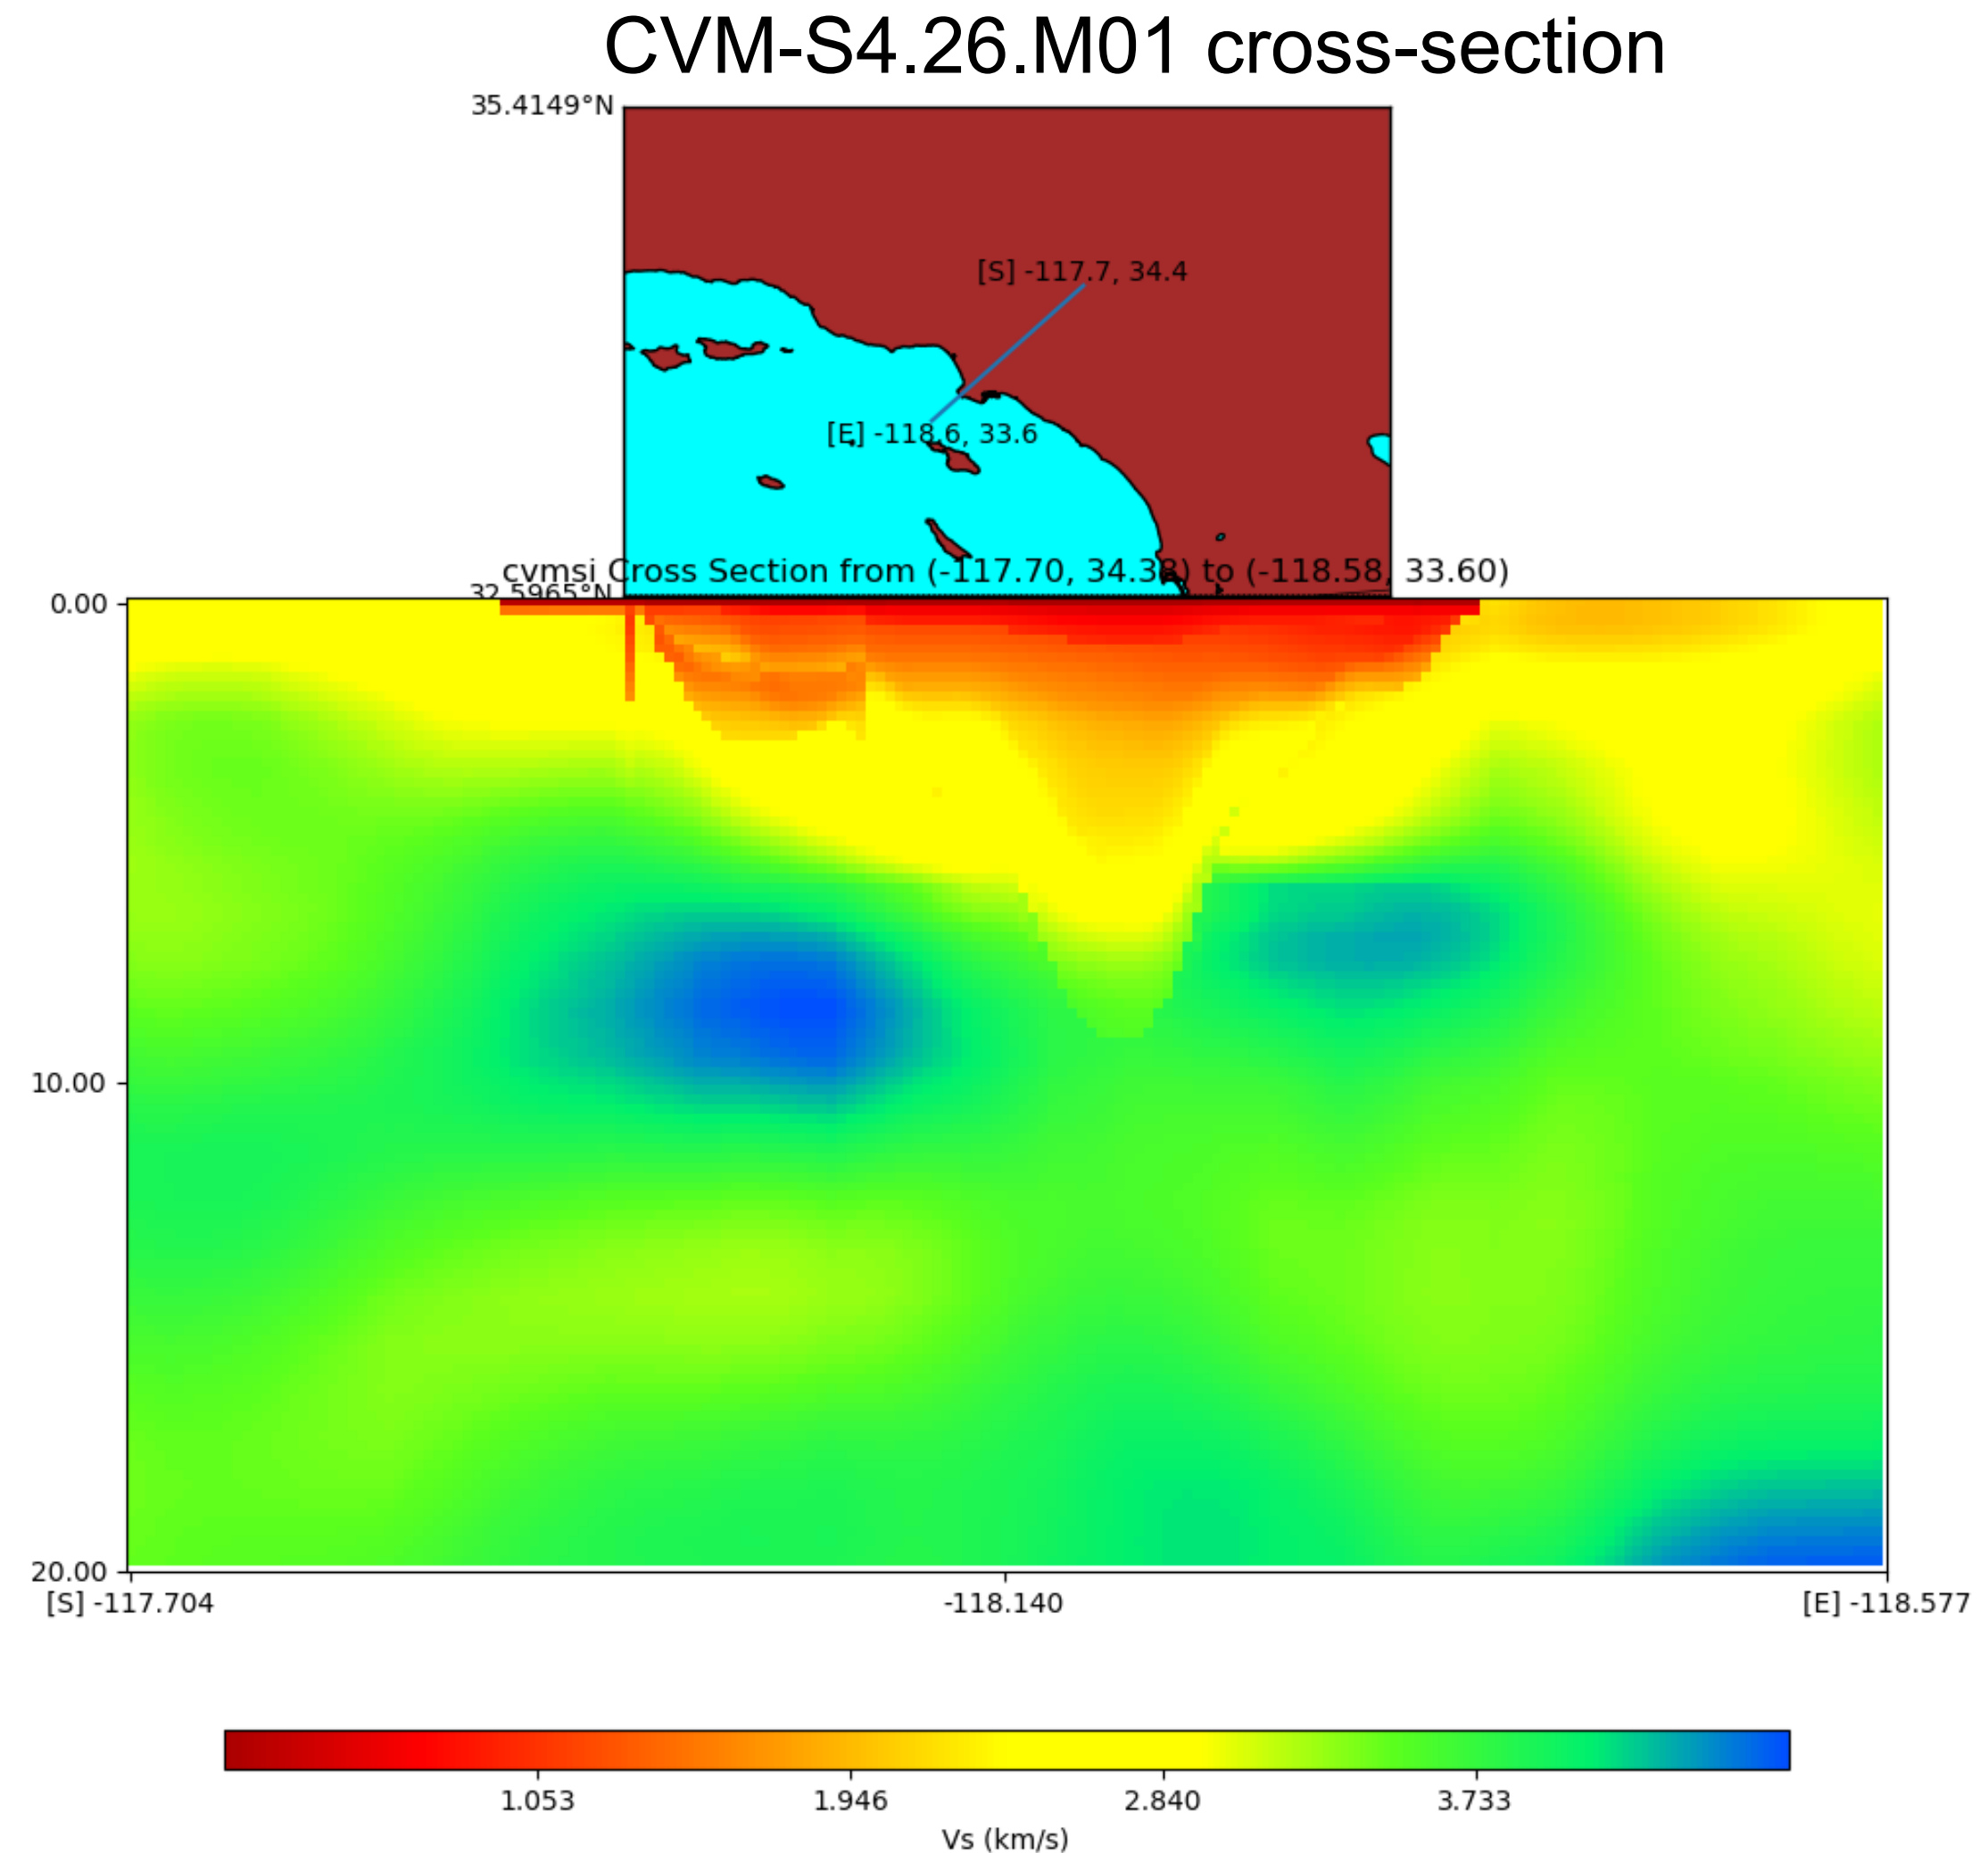 CVM-S4.26.M01 cross-section
35.4149°N
[S] -117.7, 34.4
[E] -118.6, 33.6
cvmsi Cross Section from (-117.70, 34.38) to (-118.58, 33.60)
32.5965°N
0.00
10.00
20.00
[S] -117.704
-118.140
[E] -118.577
1.053
1.946
2.840
3.733
Vs (km/s)